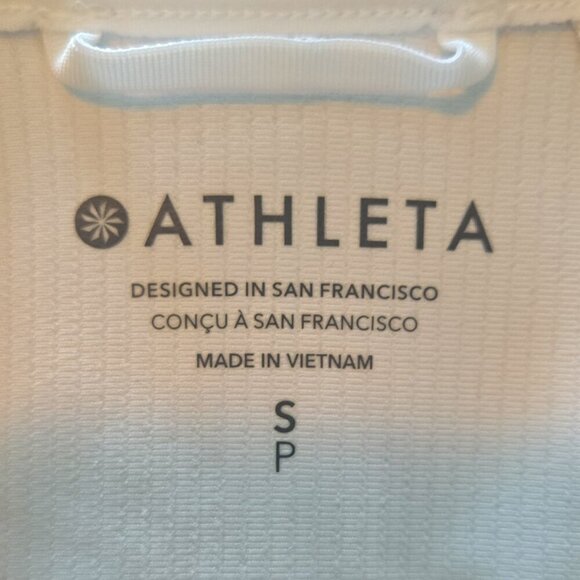 ATHLETA
DESIGNED IN SAN FRANCISCO
CONÇU À SAN FRANCISCO
MADE IN VIETNAM
S
P